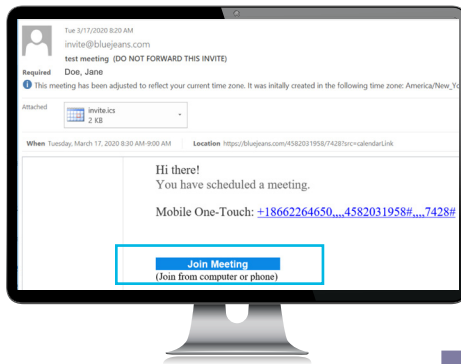 Tue 3/17/2020 8:20 AM
invite@bluejeans.com
test meeting (DO NOT FORWARD THIS INVITE)
Required Doe, Jane
This meeting has been adjusted to reflect your current time zone. It was initally created in the following time zone: America/New_Yo
Attached invite.ics
2 KB
When Tuesday, March 17, 2020 8:30 AM-9:00 AM Location https://bluejeans.com/4582031958/7428?src=calendarLink
Hi there!
You have scheduled a meeting.
Mobile One-Touch: +18662264650,,,,4582031958#,,,,7428#
Join Meeting
(Join from computer or phone)